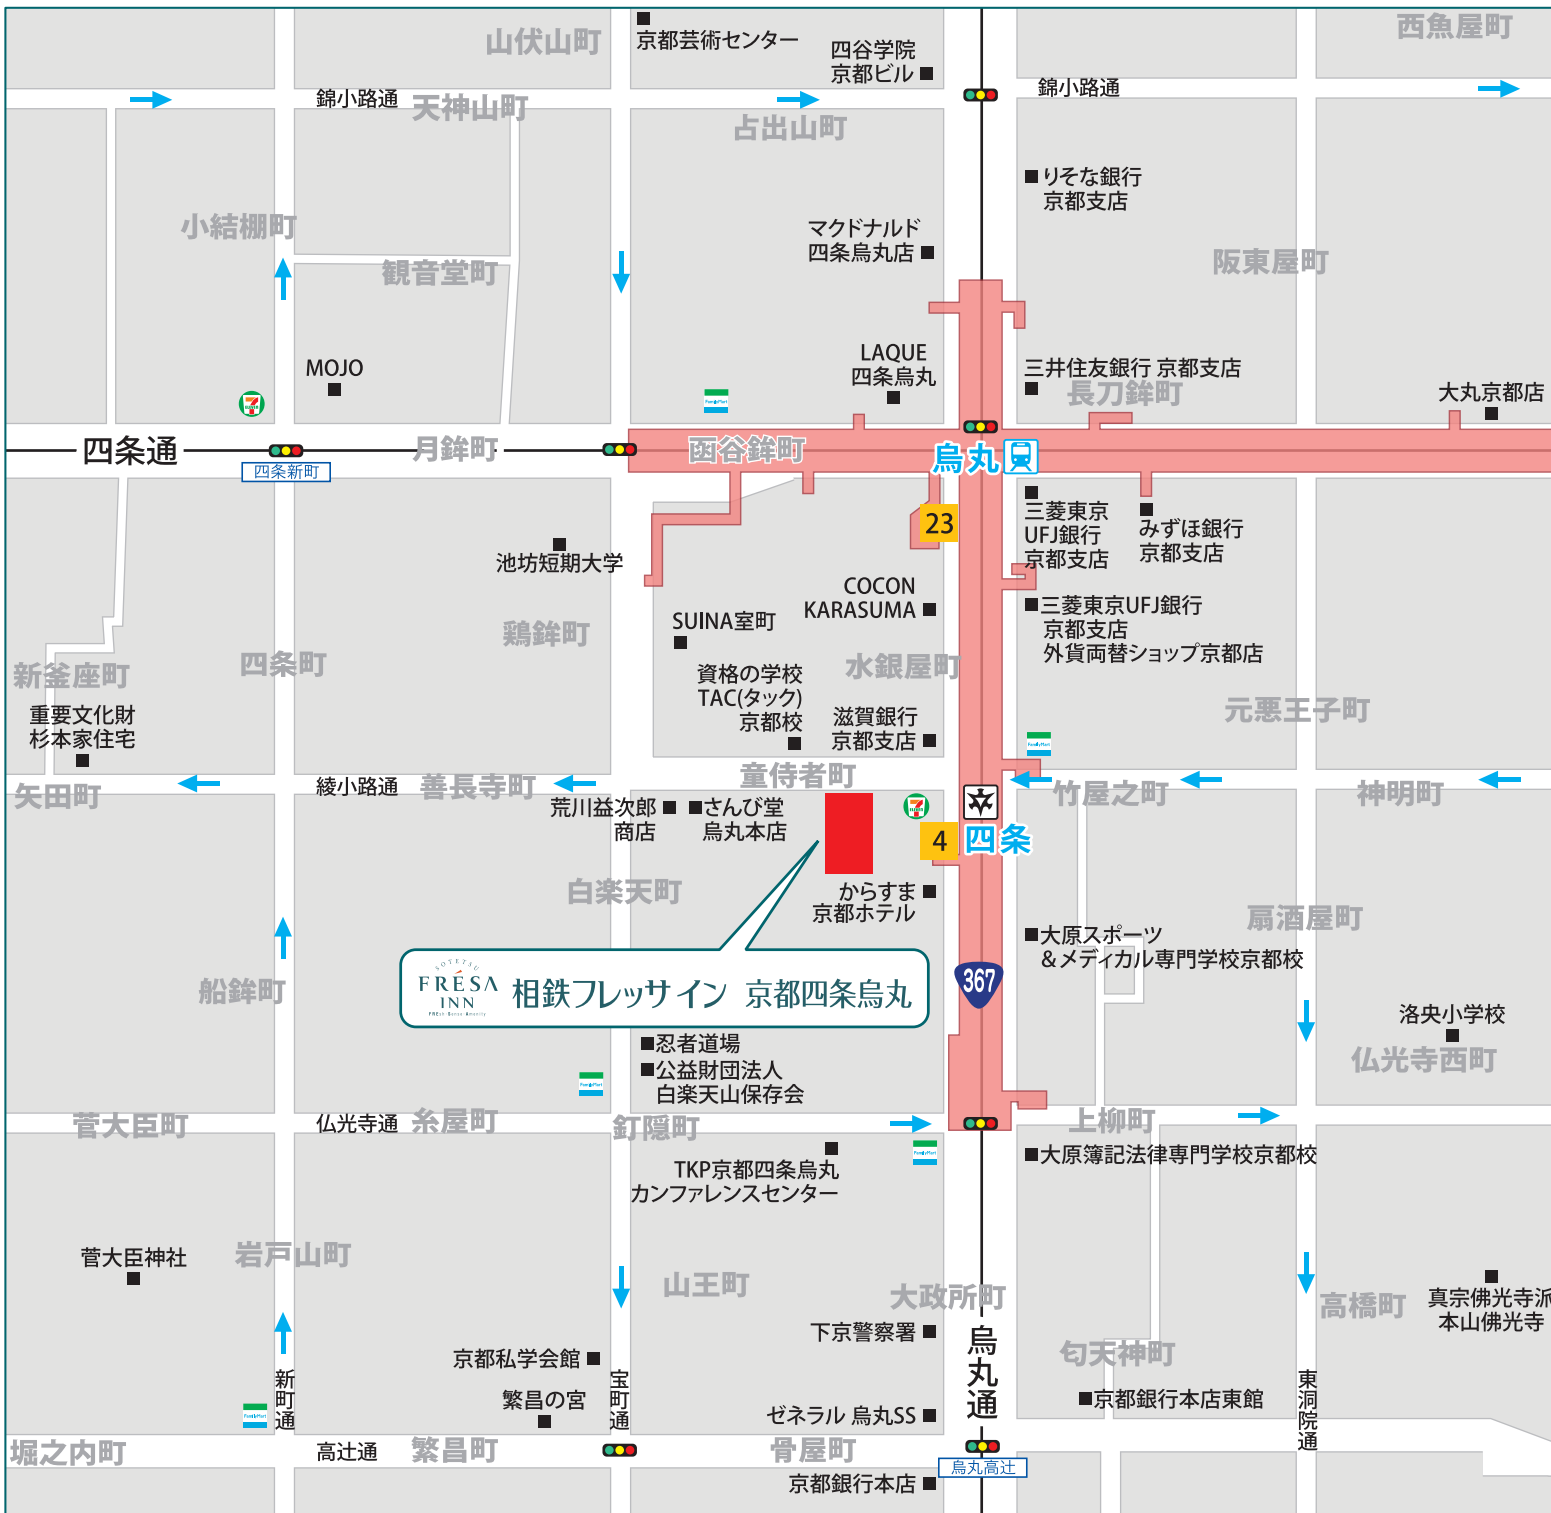 山伏山町
京都芸術センター
四谷学院
京都ビル
西魚屋町
錦小路通
天神山町
占出山町
錦小路通
りそな銀行
京都支店
小結棚町
観音堂町
マクドナルド
四条烏丸店
阪東屋町
MOJO
LAQUE
四条烏丸
三井住友銀行 京都支店
長刀鉾町
大丸京都店
FamilyMart
四条通
四条新町
月鉾町
函谷鉾町
烏丸
23
三菱東京
UFJ銀行
京都支店
みずほ銀行
京都支店
池坊短期大学
COCON
KARASUMA
三菱東京UFJ銀行
京都支店
外貨両替ショップ京都店
SUINA室町
鶏鉾町
四条町
新釜座町
水銀屋町
資格の学校
TAC(タック)
京都校
滋賀銀行
京都支店
元悪王子町
重要文化財
杉本家住宅
FamilyMart
矢田町
綾小路通
善長寺町
童侍者町
竹屋之町
神明町
荒川益次郎
商店
さんび堂
烏丸本店
4
四条
白楽天町
からすま
京都ホテル
扇酒屋町
大原スポーツ
&メディカル専門学校京都校
船鉾町
SOTETSU
FRESA
INN
相鉄フレッサイン 京都四条烏丸
367
洛央小学校
仏光寺西町
忍者道場
公益財団法人
白楽天山保存会
FamilyMart
菅大臣町
仏光寺通
糸屋町
釘隠町
上柳町
TKP京都四条烏丸
カンファレンスセンター
FamilyMart
大原簿記法律専門学校京都校
菅大臣神社
岩戸山町
山王町
大政所町
高橋町
真宗佛光寺派
本山佛光寺
下京警察署
烏丸通
匂天神町
京都私学会館
新町通
室町通
東洞院通
繁昌の宮
ゼネラル 烏丸SS
京都銀行本店東館
FamilyMart
堀之内町
高辻通
繁昌町
骨屋町
烏丸高辻
京都銀行本店